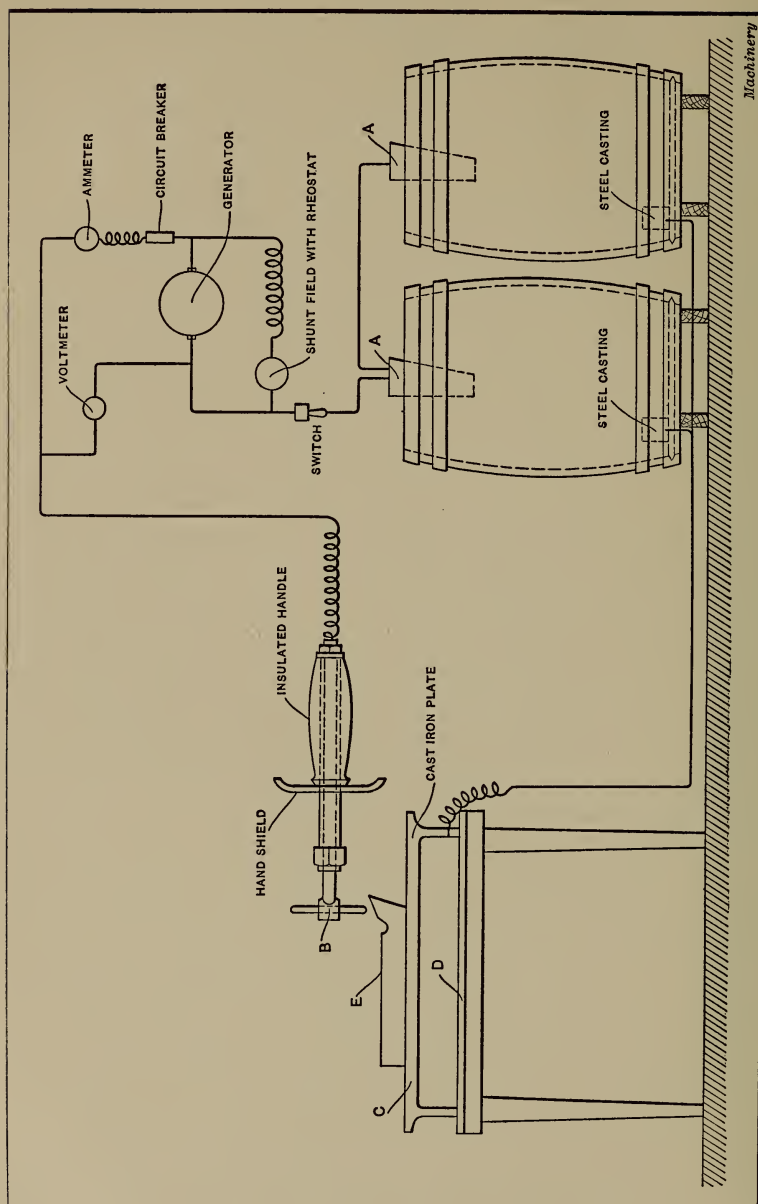 AMMETER
CIRCUIT BREAKER
GENERATOR
SHUNT FIELD WITH RHEOSTAT
VOLTMETER
SWITCH
A
A
STEEL CASTING
STEEL CASTING
INSULATED HANDLE
HAND SHIELD
CAST IRON PLATE
B
E
D
C
Machinery